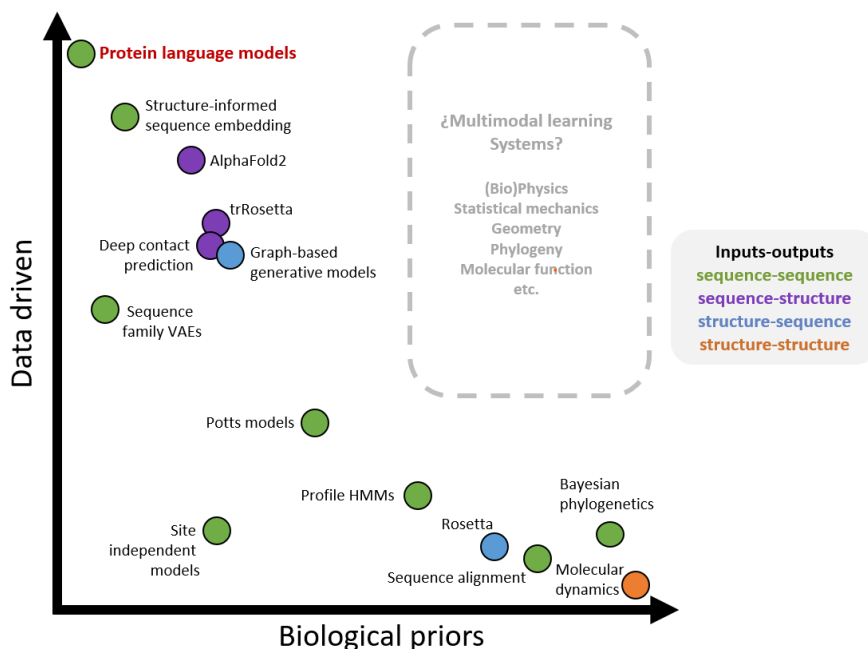 Protein language models
Structure-informed
sequence embedding
AlphaFold2
trRosetta
Deep contact
prediction
Graph-based
generative models
Sequence
family VAEs
Potts models
Profile HMMs
Site
independent
models
Rosetta
Sequence alignment
Bayesian
phylogenetics
Molecular
dynamics
¿Multimodal learning
Systems?
(Bio)Physics
Statistical mechanics
Geometry
Phylogeny
Molecular function
etc.
Inputs-outputs
sequence-sequence
sequence-structure
structure-sequence
structure-structure
Data driven
Biological priors